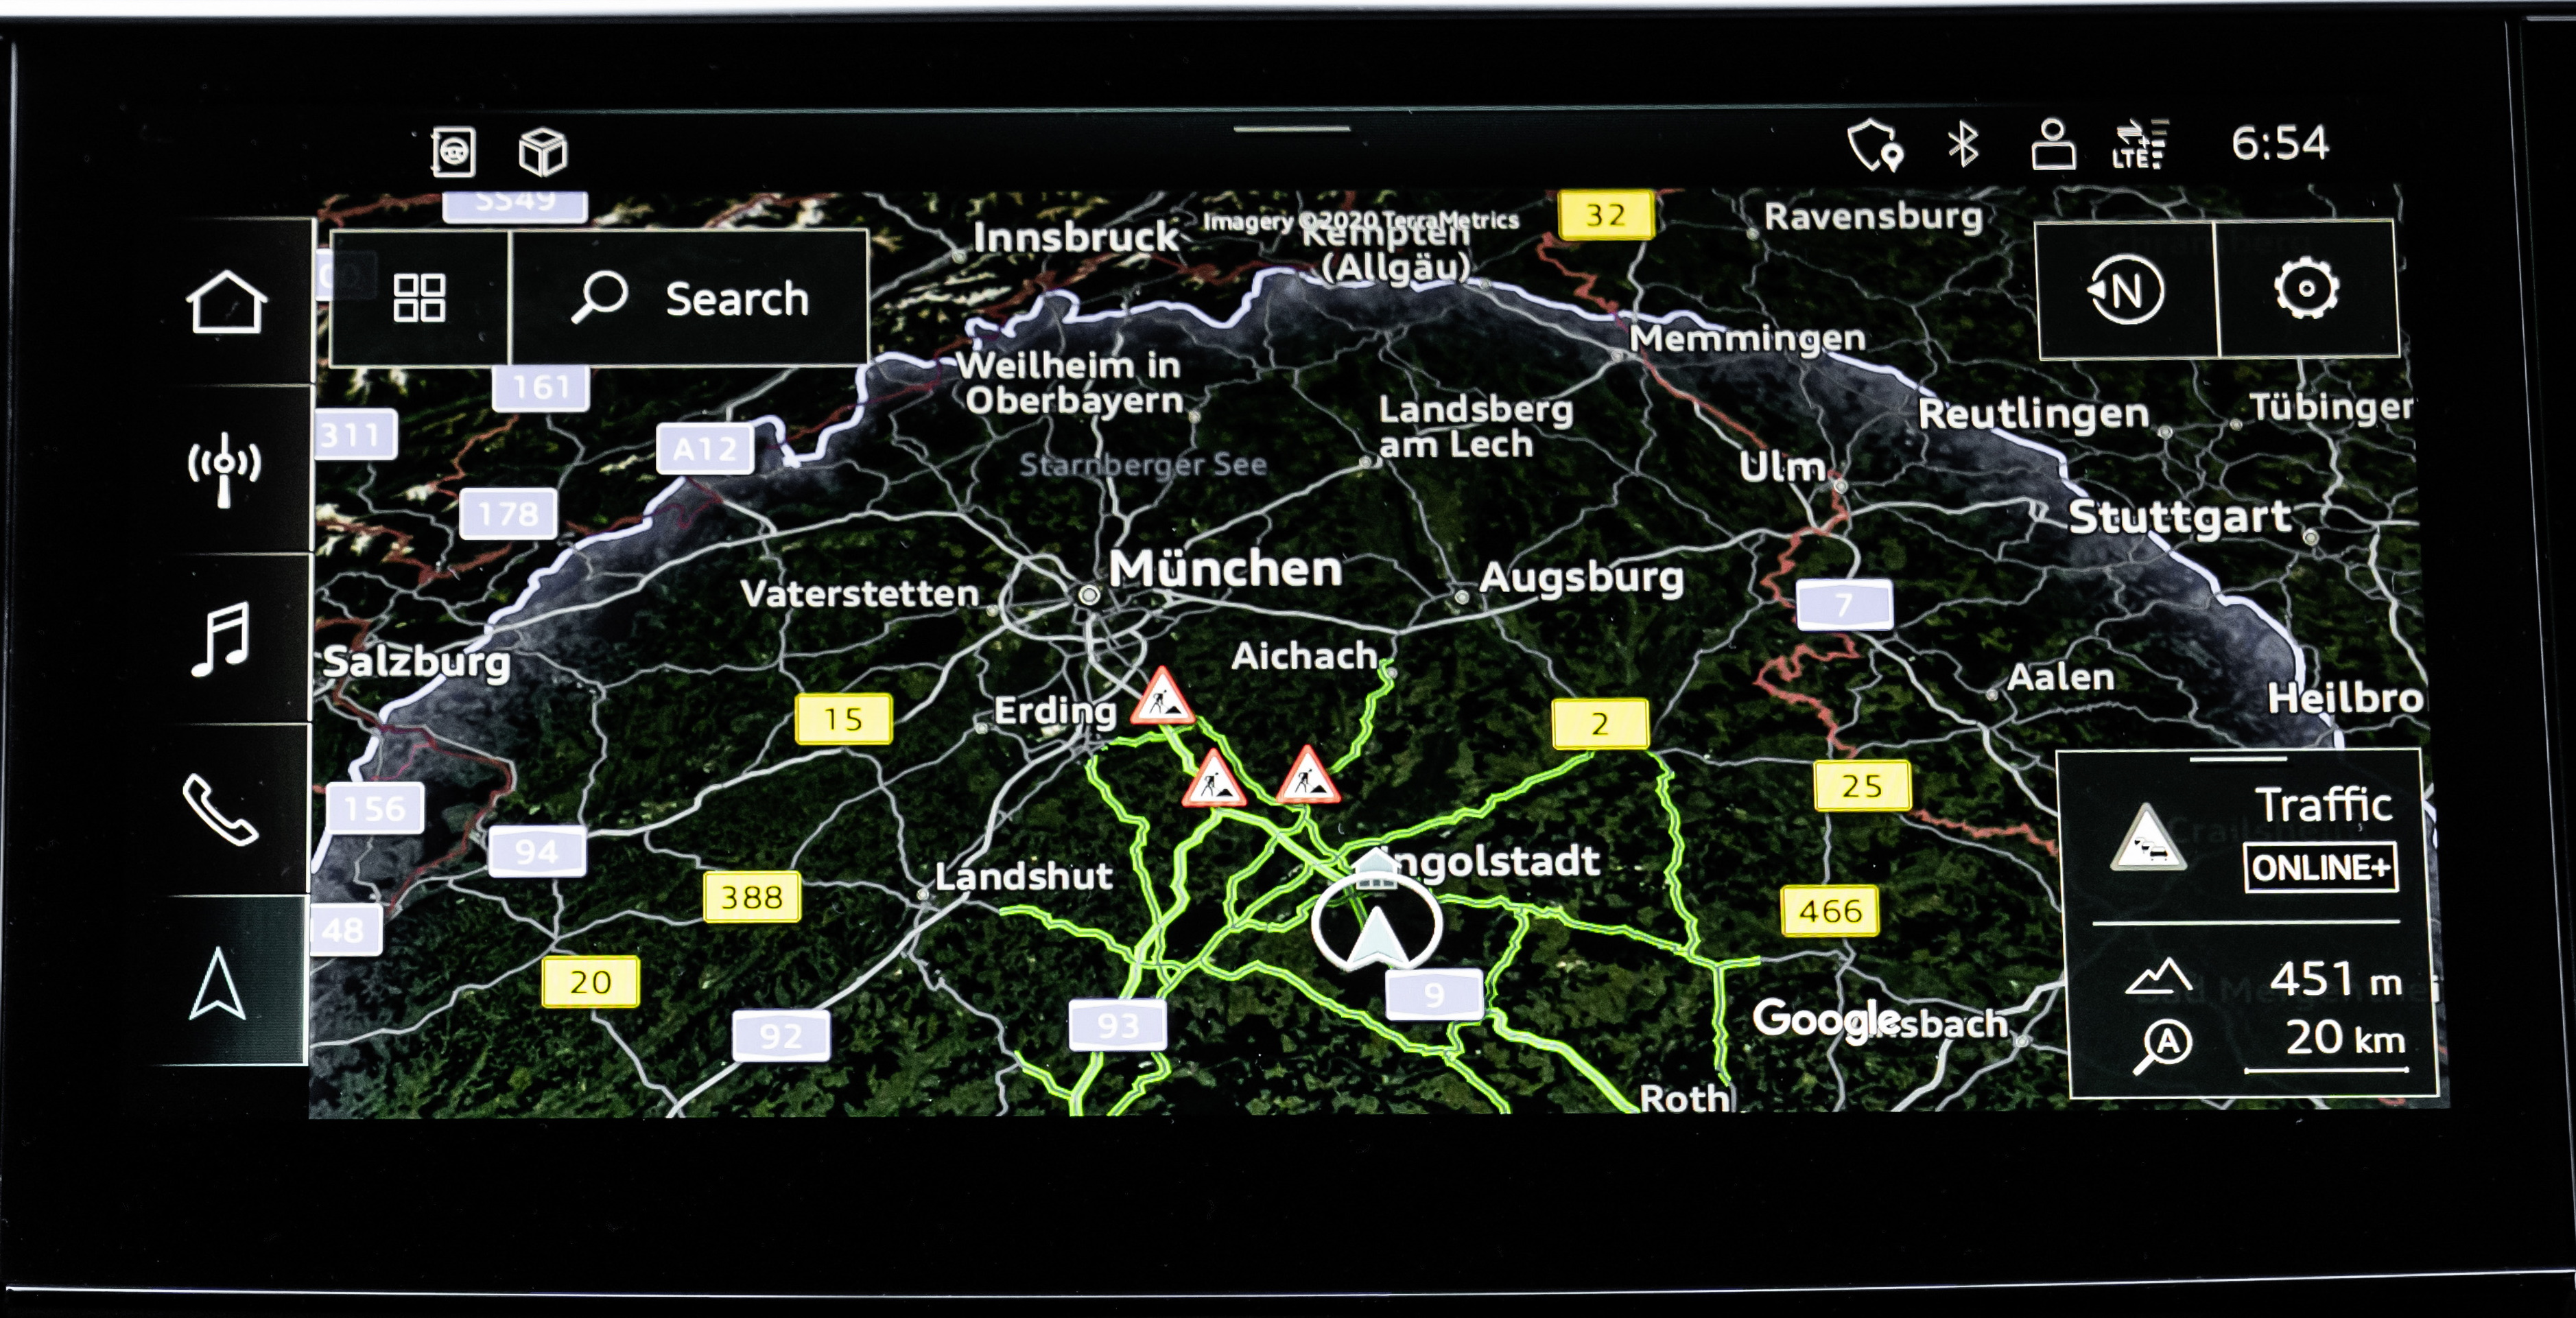 LTE+
6:54
SS49
Imagery ©2020 TerraMetrics
32
Ravensburg
Innsbruck
Kempten
(Allgäu)
N
Search
Memmingen
Weilheim in
Oberbayern
161
Landsberg
am Lech
Reutlingen
Tübinger
311
A12
Starnberger See
Ulm
178
Stuttgart
München
Vaterstetten
Augsburg
7
Salzburg
Aichach
Aalen
Heilbro
15
Erding
2
25
Traffic
156
ONLINE+
94
Landshut
Ingolstadt
388
466
48
20
9
451 m
92
93
Google
sbach
20 km
A
Roth